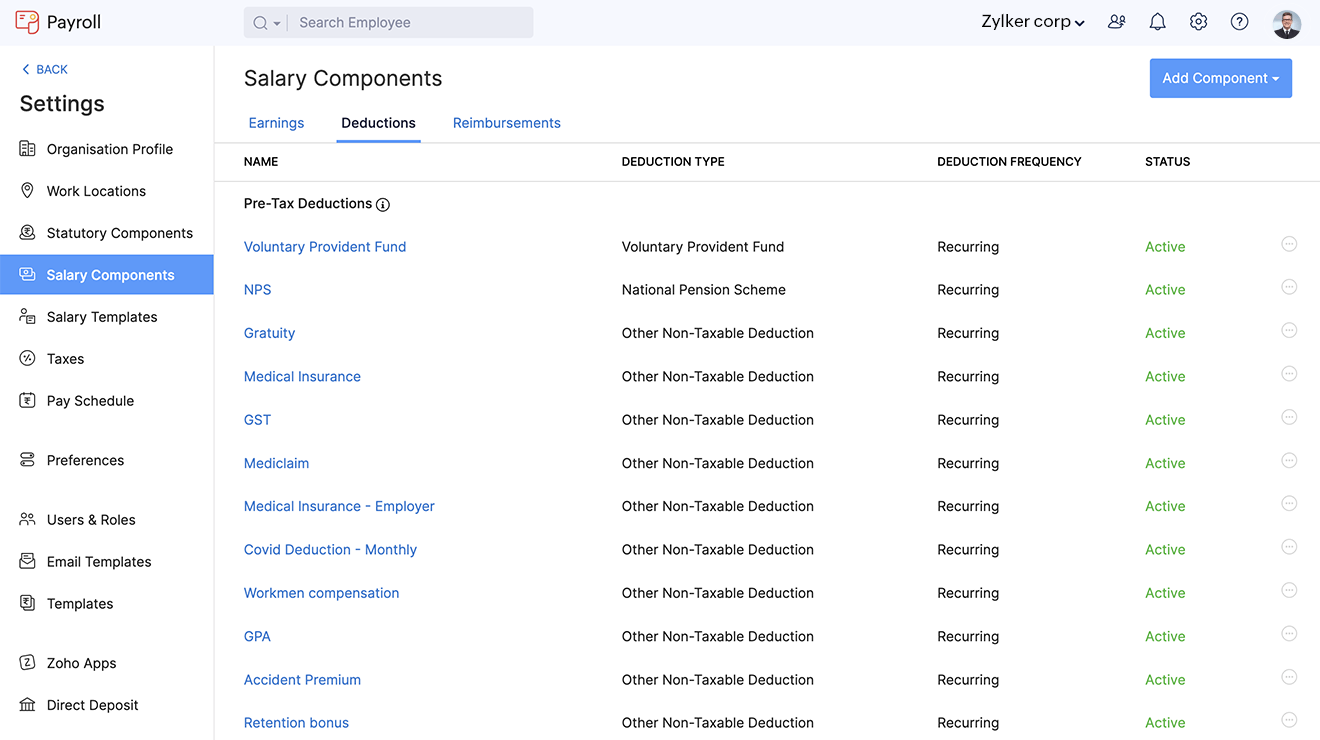 Payroll
Search Employee
Zylker corp
BACK
Settings
Organisation Profile
Work Locations
Statutory Components
Salary Components
Salary Templates
Taxes
Pay Schedule
Preferences
Users & Roles
Email Templates
Templates
Zoho Apps
Direct Deposit
Salary Components
Add Component
Earnings Deductions Reimbursements
NAME DEDUCTION TYPE DEDUCTION FREQUENCY STATUS
Pre-Tax Deductions
Voluntary Provident Fund Voluntary Provident Fund Recurring Active
NPS National Pension Scheme Recurring Active
Gratuity Other Non-Taxable Deduction Recurring Active
Medical Insurance Other Non-Taxable Deduction Recurring Active
GST Other Non-Taxable Deduction Recurring Active
Mediclaim Other Non-Taxable Deduction Recurring Active
Medical Insurance - Employer Other Non-Taxable Deduction Recurring Active
Covid Deduction - Monthly Other Non-Taxable Deduction Recurring Active
Workmen compensation Other Non-Taxable Deduction Recurring Active
GPA Other Non-Taxable Deduction Recurring Active
Accident Premium Other Non-Taxable Deduction Recurring Active
Retention bonus Other Non-Taxable Deduction Recurring Active